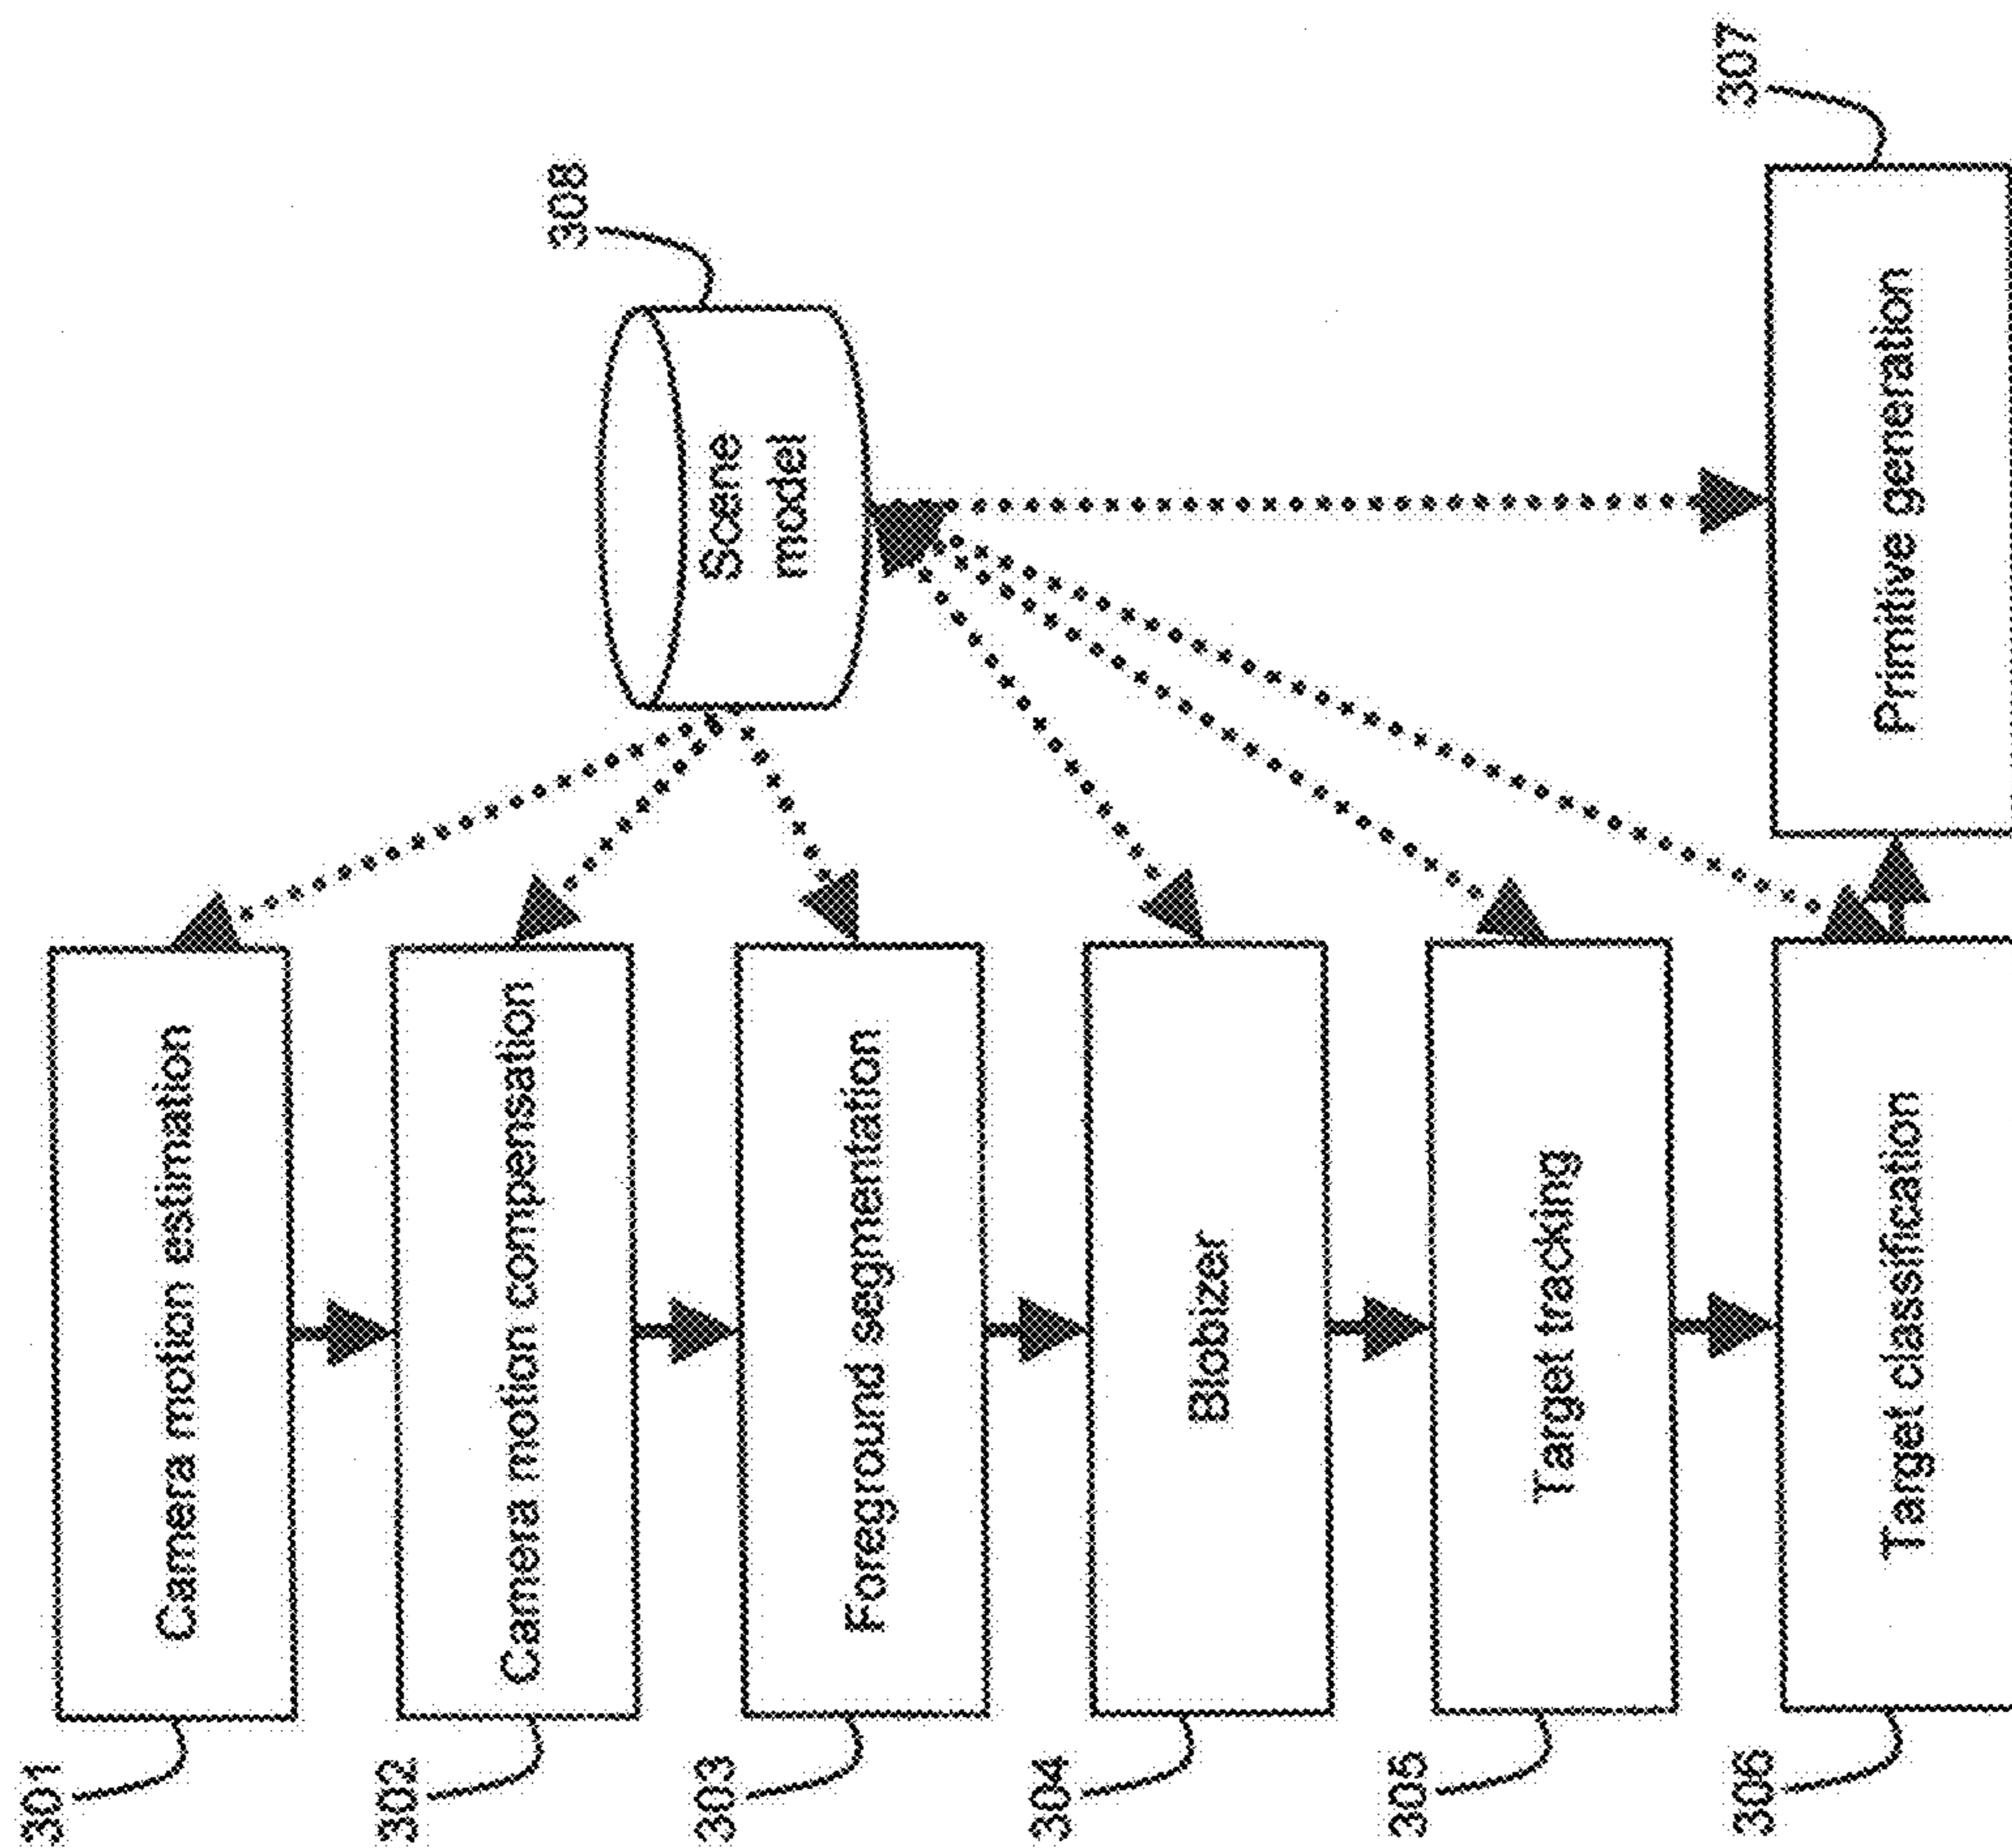 301
Camera motion estimation
302
Camera motion compensation
303
Foreground segmentation
304
Blobizer
305
Target tracking
306
Target classification
308
Scene
model
307
Primitive generation